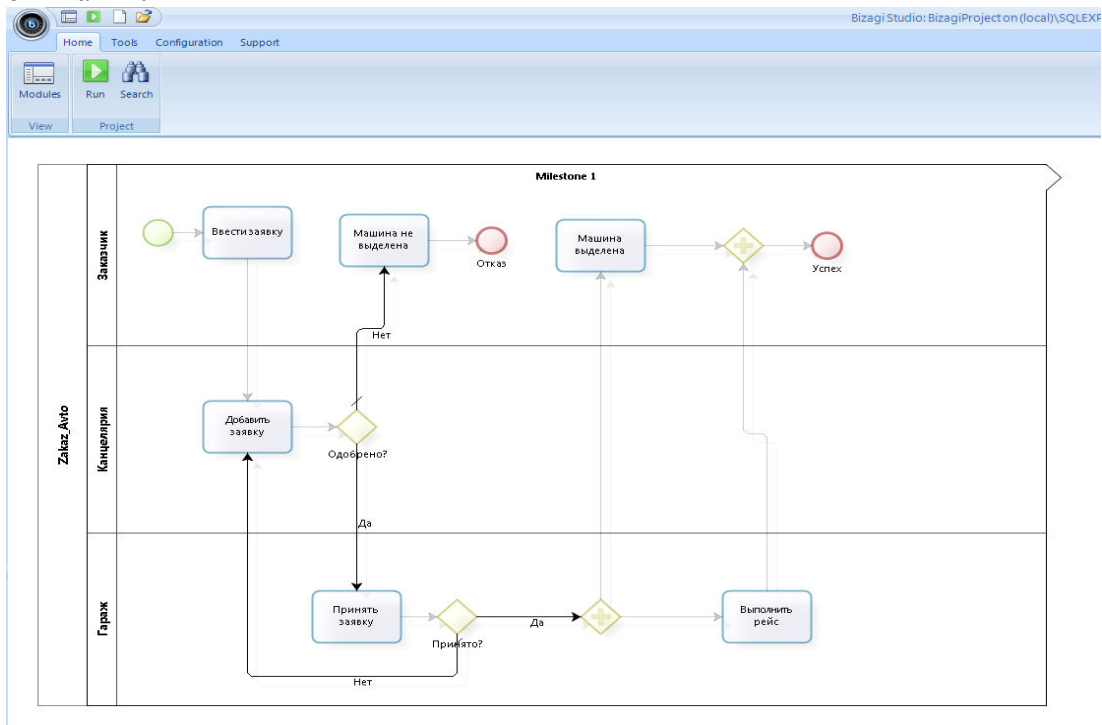 Bizagi Studio: BizagiProject on (local)\SQLEXP
Home Tools Configuration Support
Modules
Run Search
View Project
Milestone 1
Zakaz_Avto
Заказчик
Ввести заявку
Машина не
выделена
Отказ
Машина
выделена
Успех
Нет
Канцелярия
Добавить
заявку
Одобрено?
Да
Гараж
Принять
заявку
Принято?
Да
Выполнить
рейс
Нет